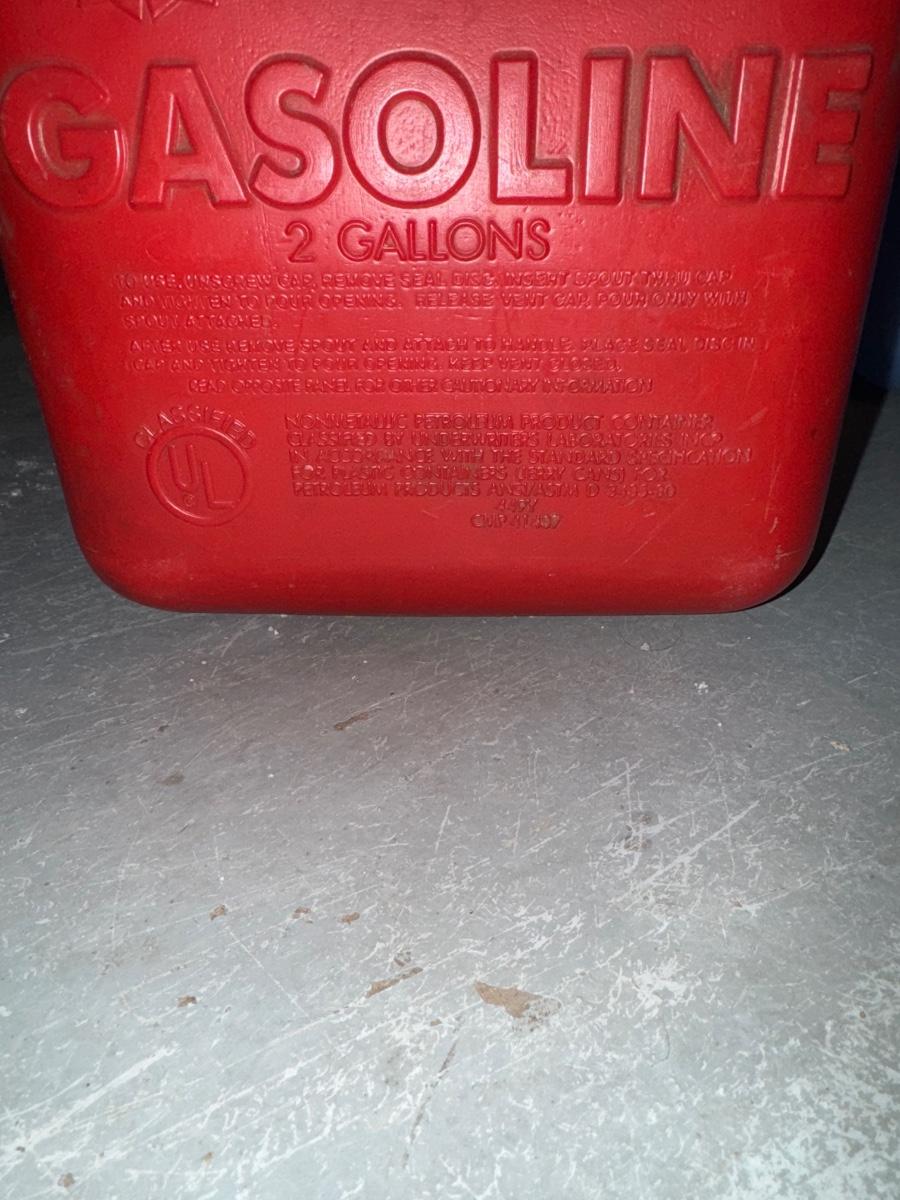 GASOLINE
2 GALLONS
TO USE, UNSCREW CAP, REMOVE SEAL DISC. INSERT SPOUT THRU CAP
AND TIGHTEN TO POUR OPENING. RELEASE VENT CAP. POUR ONLY WITH
SPOUT ATTACHED.
AFTER USE REMOVE SPOUT AND ATTACH TO HANDLE. PLACE SEAL DISC IN
CAP AND TIGHTEN TO POUR OPENING. KEEP VENT CLOSED.
READ OPPOSITE PANEL FOR OTHER CAUTIONARY INFORMATION
CLASSIFIED
UL
NONMETALLIC PETROLEUM PRODUCT CONTAINER
CLASSIFIED BY UNDERWRITERS LABORATORIES INC.®
IN ACCORDANCE WITH THE STANDARD SPECIFICATION
FOR PLASTIC CONTAINERS (JERRY CANS) FOR
PETROLEUM PRODUCTS ANSI/ASTM D 3435-80